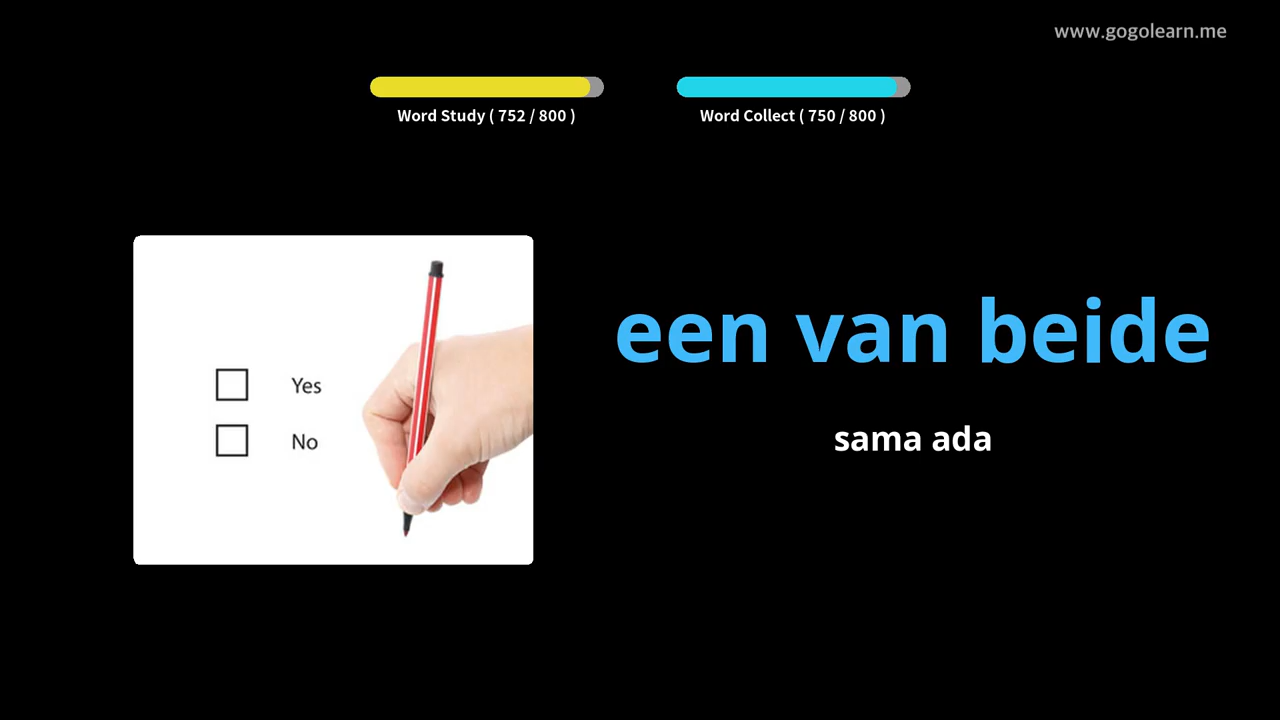 www.gogolearn.me
Word Study ( 752 / 800 )
Word Collect ( 750 / 800 )
Yes
No
een van beide
sama ada